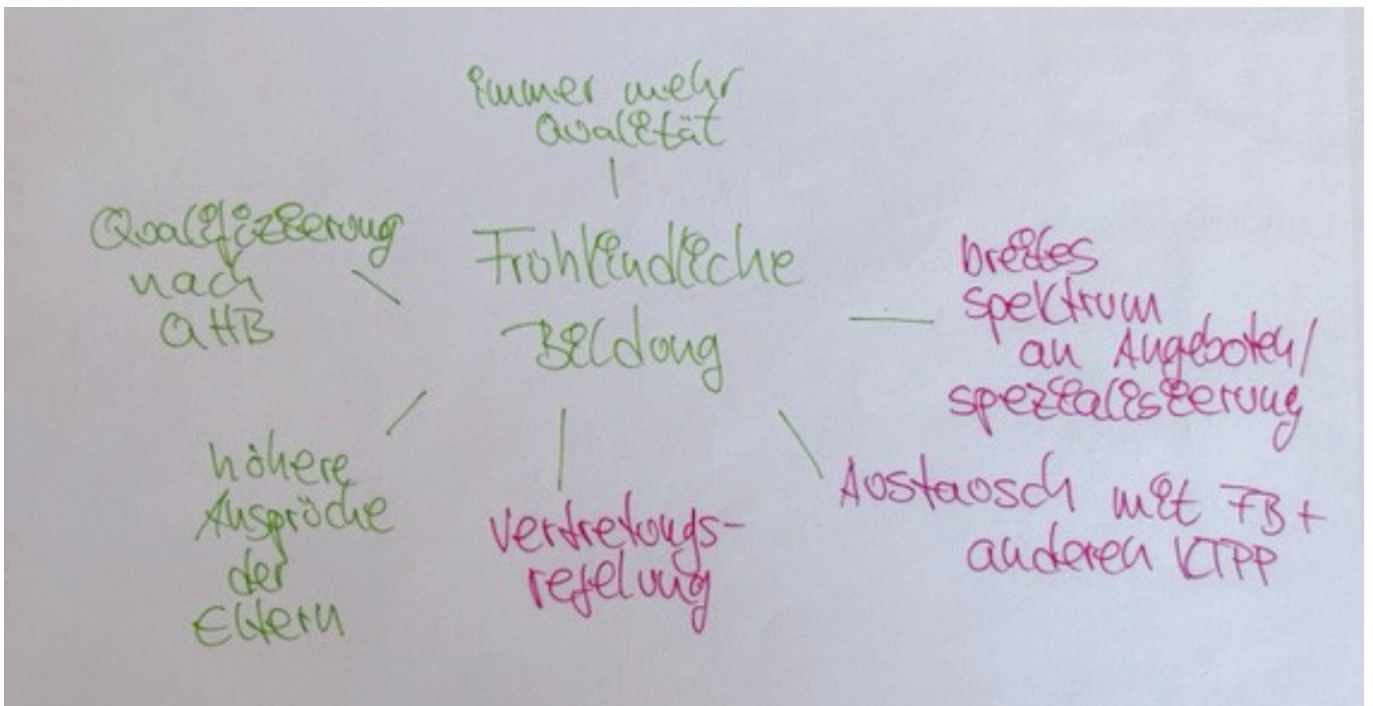 immer mehr
Qualität
Qualifizierung
nach
QHB
Frühkindliche
Bildung
breites
spektrum
an Angeboten/
spezialisierung
höhere
Ansprüche
der
Eltern
Vertretungs-
regelung
Austausch mit FB +
anderen KTPP